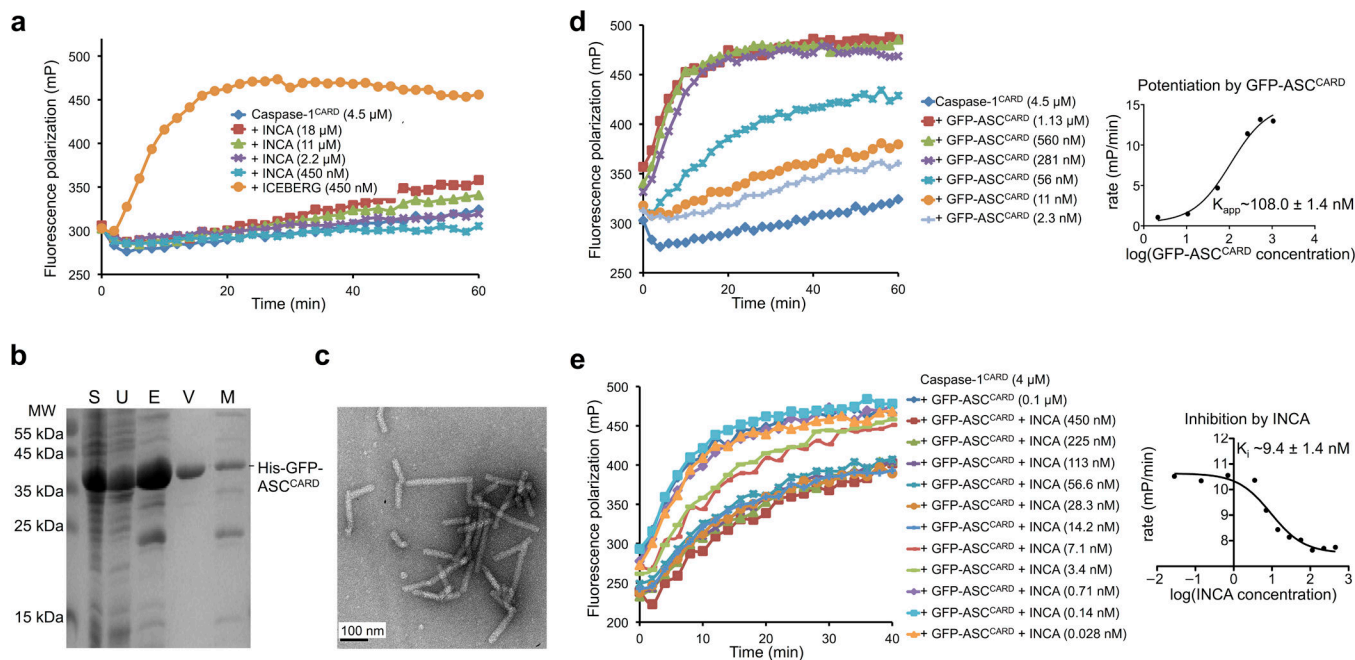 a
Fluorescence polarization (mP)
500
450
400
350
300
250
0
20
40
60
Time (min)
Caspase-1CARD (4.5 µM)
+ INCA (18 µM)
+ INCA (11 µM)
+ INCA (2.2 µM)
+ INCA (450 nM)
+ ICEBERG (450 nM)
b
S U E V M
MW
55 kDa
45 kDa
35 kDa
25 kDa
15 kDa
His-GFP-
ASCCARD
c
100 nm
d
Fluorescence polarization (mP)
500
450
400
350
300
250
0
20
40
60
Time (min)
Caspase-1CARD (4.5 µM)
+ GFP-ASCCARD (1.13 µM)
+ GFP-ASCCARD (560 nM)
+ GFP-ASCCARD (281 nM)
+ GFP-ASCCARD (56 nM)
+ GFP-ASCCARD (11 nM)
+ GFP-ASCCARD (2.3 nM)
Potentiation by GFP-ASCCARD
rate (mP/min)
15
10
5
0
Kapp~108.0 ± 1.4 nM
0 1 2 3 4
log(GFP-ASCCARD concentration)
e
Fluorescence polarization (mP)
500
450
400
350
300
250
200
0
10
20
30
40
Time (min)
Caspase-1CARD (4 µM)
+ GFP-ASCCARD (0.1 µM)
+ GFP-ASCCARD + INCA (450 nM)
+ GFP-ASCCARD + INCA (225 nM)
+ GFP-ASCCARD + INCA (113 nM)
+ GFP-ASCCARD + INCA (56.6 nM)
+ GFP-ASCCARD + INCA (28.3 nM)
+ GFP-ASCCARD + INCA (14.2 nM)
+ GFP-ASCCARD + INCA (7.1 nM)
+ GFP-ASCCARD + INCA (3.4 nM)
+ GFP-ASCCARD + INCA (0.71 nM)
+ GFP-ASCCARD + INCA (0.14 nM)
+ GFP-ASCCARD + INCA (0.028 nM)
Inhibition by INCA
rate (mP/min)
12
11
10
9
8
Ki ~9.4 ± 1.4 nM
−2 −1 0 1 2 3
log(INCA concentration)